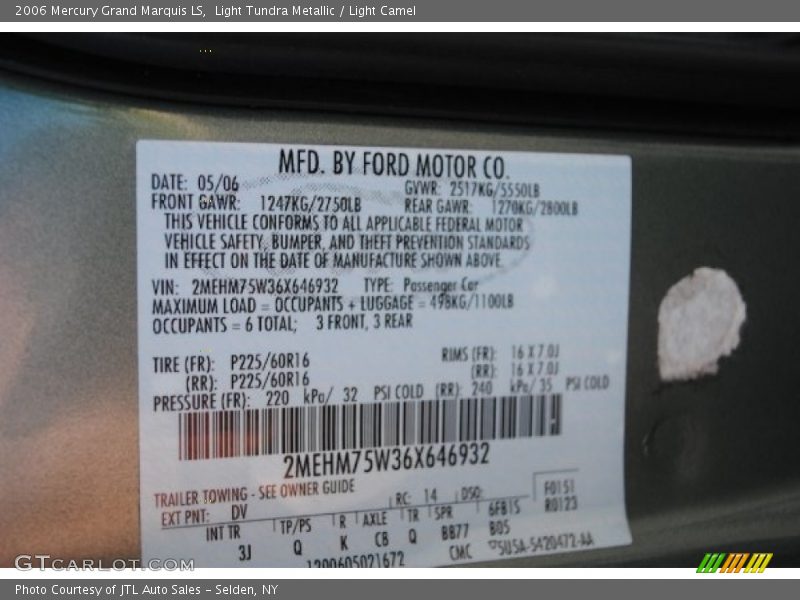 2006 Mercury Grand Marquis LS, Light Tundra Metallic / Light Camel
MFD. BY FORD MOTOR CO.
DATE: 05/06 GVWR: 2517KG/5550LB
FRONT GAWR: 1247KG/2750LB REAR GAWR: 1270KG/2800LB
THIS VEHICLE CONFORMS TO ALL APPLICABLE FEDERAL MOTOR
VEHICLE SAFETY, BUMPER, AND THEFT PREVENTION STANDARDS
IN EFFECT ON THE DATE OF MANUFACTURE SHOWN ABOVE.
VIN: 2MEHM75W36X646932 TYPE: Passenger Car
MAXIMUM LOAD = OCCUPANTS + LUGGAGE = 498KG/1100LB
OCCUPANTS = 6 TOTAL; 3 FRONT, 3 REAR
TIRE (FR): P225/60R16 RIMS (FR): 16 X 7.0J
(RR): P225/60R16 (RR): 16 X 7.0J
PRESSURE (FR): 220 kPa/ 32 PSI COLD (RR): 240 kPa/ 35 PSI COLD
2MEHM75W36X646932
TRAILER TOWING - SEE OWNER GUIDE
RC: 14 DSO: F0151
EXT PNT: DV R0123
INT TR TP/PS R AXLE TR SPR 6FB15
3J Q K CB Q BB77 B05
1200605021672 CMC 5U5A-5420472-AA
GTCarLot.com
Photo Courtesy of JTL Auto Sales - Selden, NY